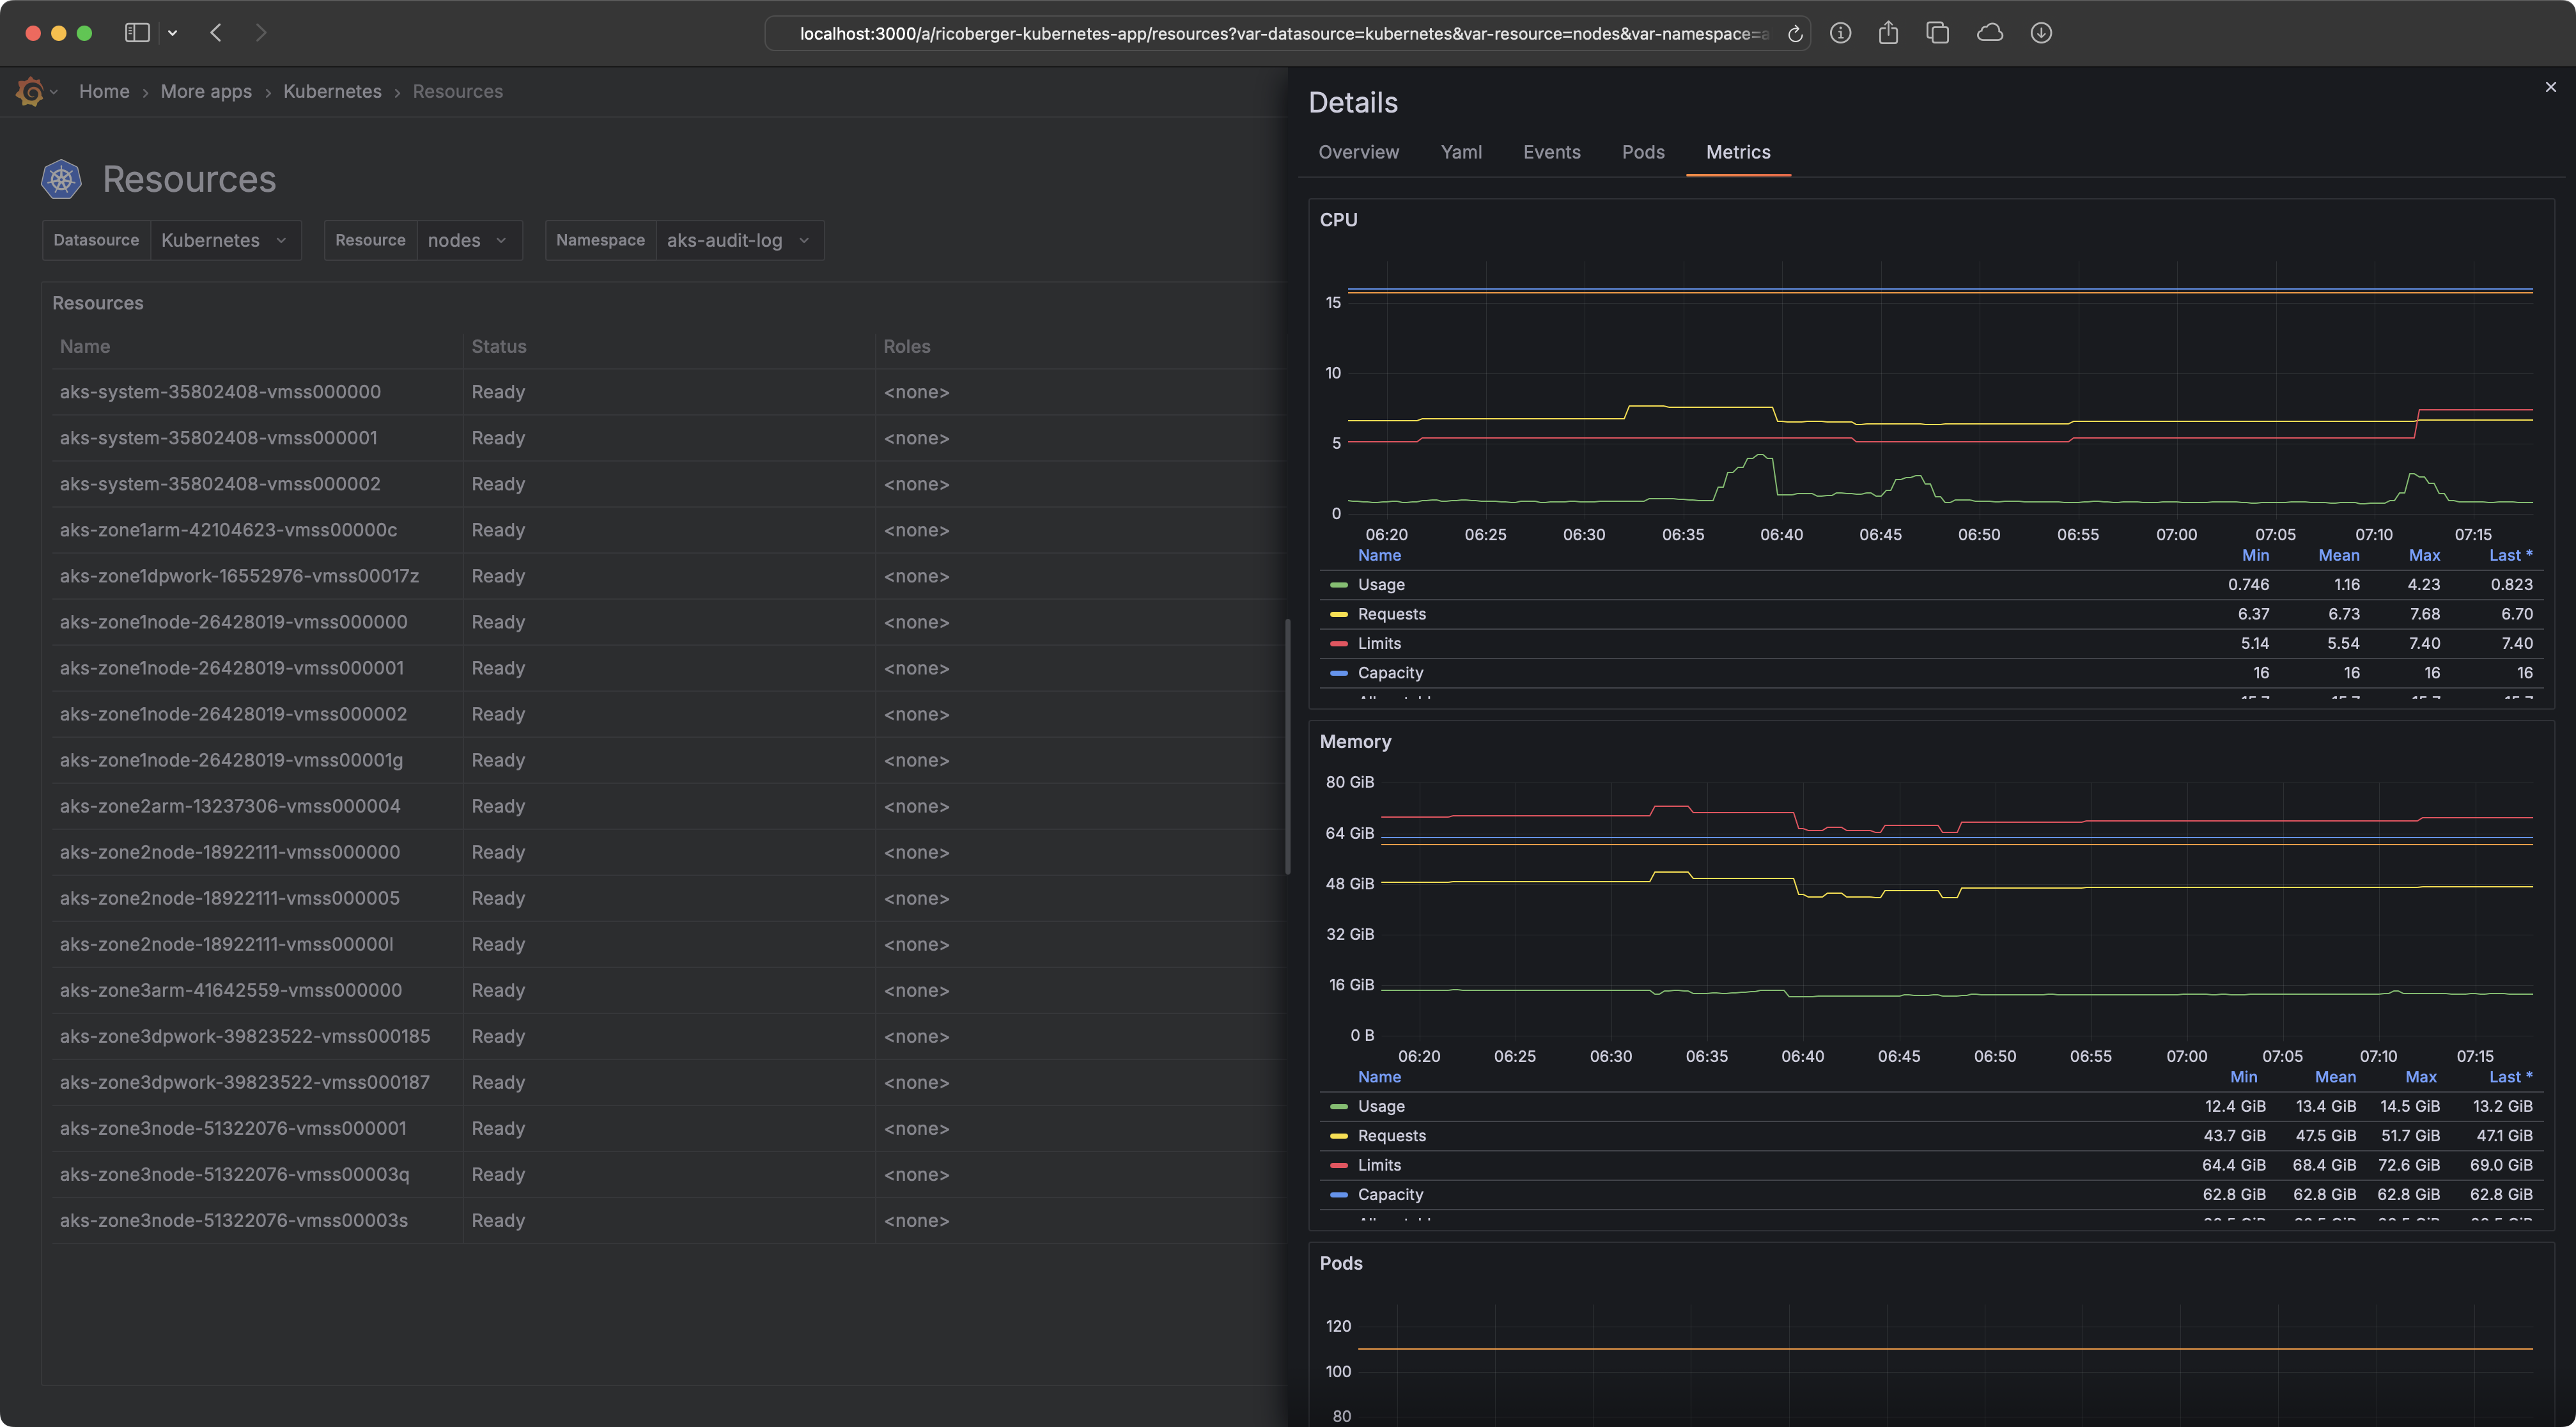 localhost:3000/a/ricoberger-kubernetes-app/resources?var-datasource=kubernetes&var-resource=nodes&var-namespace=a
Home › More apps › Kubernetes › Resources
Resources
Datasource Kubernetes Resource nodes Namespace aks-audit-log
Resources
Name Status Roles
aks-system-35802408-vmss000000 Ready <none>
aks-system-35802408-vmss000001 Ready <none>
aks-system-35802408-vmss000002 Ready <none>
aks-zone1arm-42104623-vmss00000c Ready <none>
aks-zone1dpwork-16552976-vmss00017z Ready <none>
aks-zone1node-26428019-vmss000000 Ready <none>
aks-zone1node-26428019-vmss000001 Ready <none>
aks-zone1node-26428019-vmss000002 Ready <none>
aks-zone1node-26428019-vmss00001g Ready <none>
aks-zone2arm-13237306-vmss000004 Ready <none>
aks-zone2node-18922111-vmss000000 Ready <none>
aks-zone2node-18922111-vmss000005 Ready <none>
aks-zone2node-18922111-vmss00000l Ready <none>
aks-zone3arm-41642559-vmss000000 Ready <none>
aks-zone3dpwork-39823522-vmss000185 Ready <none>
aks-zone3dpwork-39823522-vmss000187 Ready <none>
aks-zone3node-51322076-vmss000001 Ready <none>
aks-zone3node-51322076-vmss00003q Ready <none>
aks-zone3node-51322076-vmss00003s Ready <none>
Details
Overview Yaml Events Pods Metrics
CPU
15
10
5
0
06:20 06:25 06:30 06:35 06:40 06:45 06:50 06:55 07:00 07:05 07:10 07:15
Name Min Mean Max Last *
Usage 0.746 1.16 4.23 0.823
Requests 6.37 6.73 7.68 6.70
Limits 5.14 5.54 7.40 7.40
Capacity 16 16 16 16
Memory
80 GiB
64 GiB
48 GiB
32 GiB
16 GiB
0 B
06:20 06:25 06:30 06:35 06:40 06:45 06:50 06:55 07:00 07:05 07:10 07:15
Name Min Mean Max Last *
Usage 12.4 GiB 13.4 GiB 14.5 GiB 13.2 GiB
Requests 43.7 GiB 47.5 GiB 51.7 GiB 47.1 GiB
Limits 64.4 GiB 68.4 GiB 72.6 GiB 69.0 GiB
Capacity 62.8 GiB 62.8 GiB 62.8 GiB 62.8 GiB
Pods
120
100
80